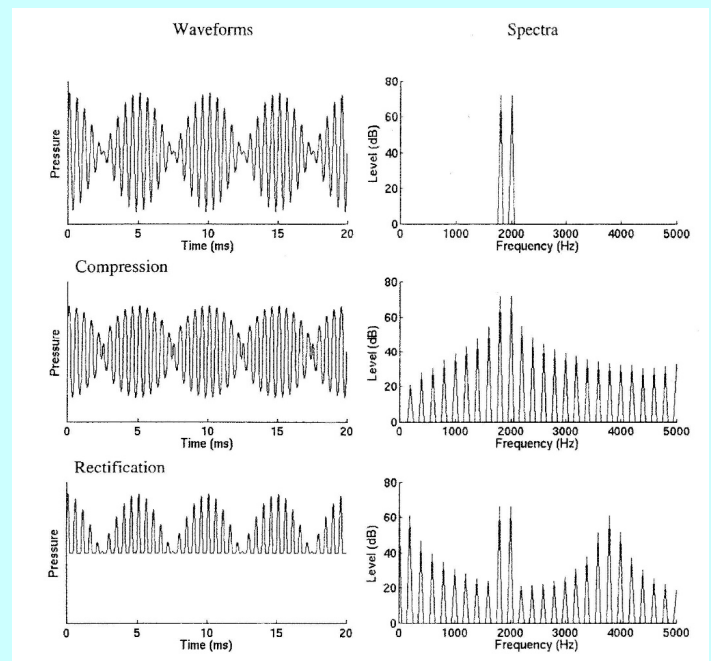 Waveforms
Spectra
Pressure
0 5 10 15 20
Time (ms)
Level (dB)
80
60
40
20
0
0 1000 2000 3000 4000 5000
Frequency (Hz)
Compression
Pressure
0 5 10 15 20
Time (ms)
Level (dB)
80
60
40
20
0
0 1000 2000 3000 4000 5000
Frequency (Hz)
Rectification
Pressure
0 5 10 15 20
Time (ms)
Level (dB)
80
60
40
20
0
0 1000 2000 3000 4000 5000
Frequency (Hz)